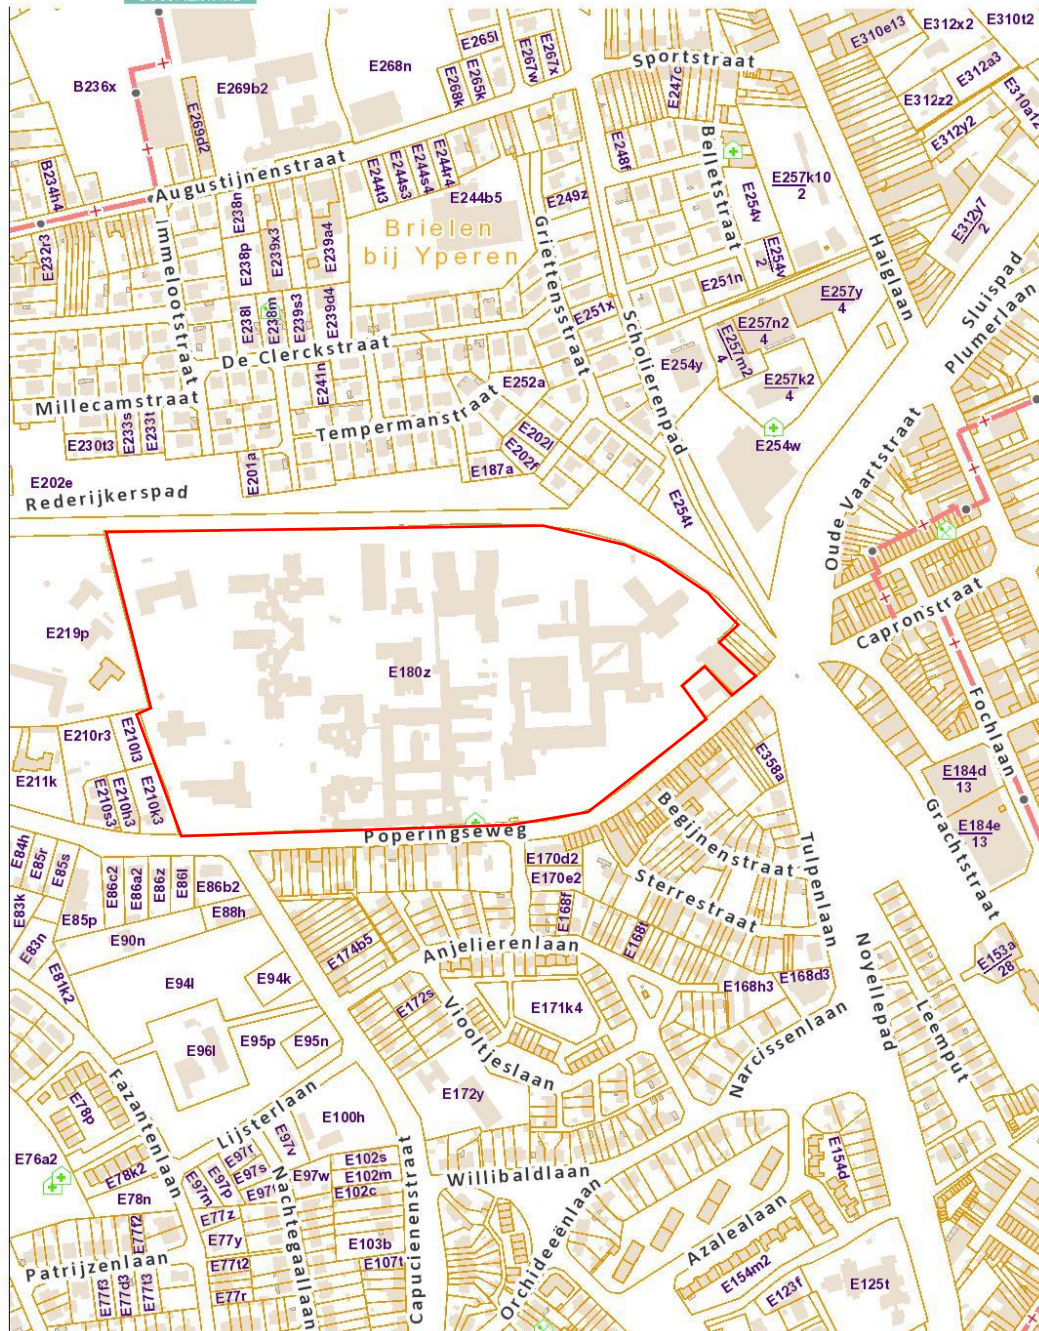 E310t2
E312x2
E310e13
E265l
E267x
E267w
Sportstraat
E268n
E268k
E265k
E247c
E312a3
E312z2
E310a12
B236x
E269b2
E269d2
E312y2
Belletstraat
E248f
Augustijnenstraat
B234h4
E244t3
E244s3
E244s4
E244r4
E244b5
E249z
E257k10
2
E254v
E312v7
2
E238n
E239x3
E239a4
Brielen
bij Yperen
Griettensstraat
E232r3
Immelootstraat
E238p
E254v
2
Haiglaan
Sluispad
Plumerlaan
E251n
E257y
4
E238l
E238m
E239s3
E239d4
E251x
Scholierenpad
E257n2
4
E257m2
4
De Clerckstraat
E254y
E257k2
4
E241n
E252a
Millecamstraat
Tempermanstraat
E230t3
E233s
E233t
E202l
E202f
E254w
Oude Vaartstraat
E201a
E187a
E202e
Rederijkerspad
E254t
Capronstraat
E219p
E180z
Fochlaan
E210r3
E210l3
E211k
E210s3
E210h3
E210k3
E358a
E184d
13
E184e
13
Grachtstraat
Poperingseweg
Begijnenstraat
Tulpenlaan
E84h
E85r
E85s
E86c2
E86a2
E86z
E86l
E86b2
E170d2
E170e2
Sterrestraat
E83k
E85p
E88h
E168f
E83n
E90n
E174b5
Anjelierenlaan
E168t
Noyellepad
E153a
28
E81k2
E94l
E94k
E172s
Viooltjeslaan
E171k4
E168h3
E168d3
Leemput
E96l
E95p
E95n
Narcissenlaan
Fazantenlaan
E78p
Lijsterlaan
E172y
E100h
E76a2
E97v
E97r
E97s
E97p
E97m
E97w
E102s
E102m
E102c
Willibaldlaan
E154d
E78k2
E78n
E77z
E77y
E77t2
E77r
E103b
E107t
Nachtegaallaan
Capucienenstraat
Orchideeënlaan
Azalealaan
E77f2
Patrijzenlaan
E77f3
E77d3
E77t3
E154m2
E123f
E125t